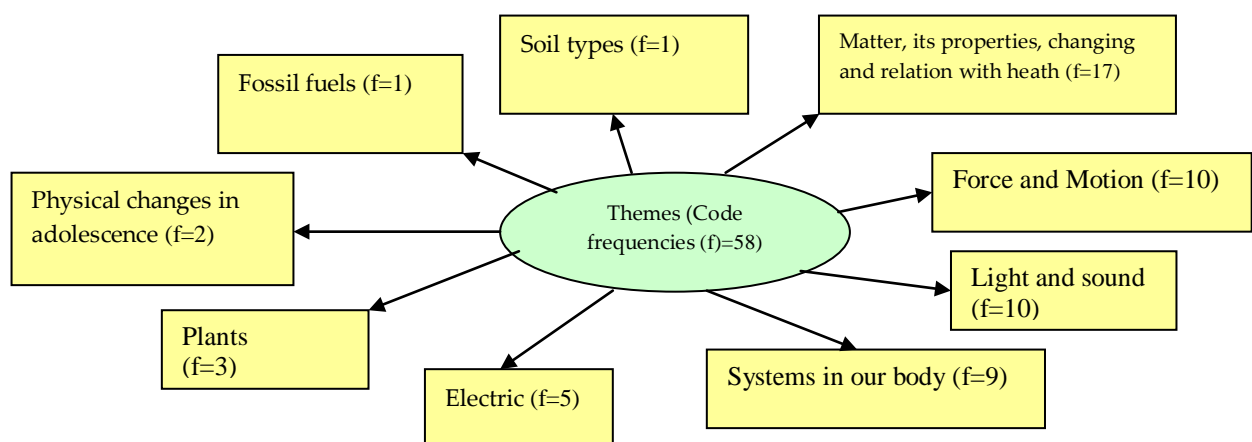 Soil types (f=1)
Matter, its properties, changing
and relation with heath (f=17)
Fossil fuels (f=1)
Force and Motion (f=10)
Physical changes in
adolescence (f=2)
Themes (Code
frequencies (f)=58)
Light and sound
(f=10)
Plants
(f=3)
Systems in our body (f=9)
Electric (f=5)